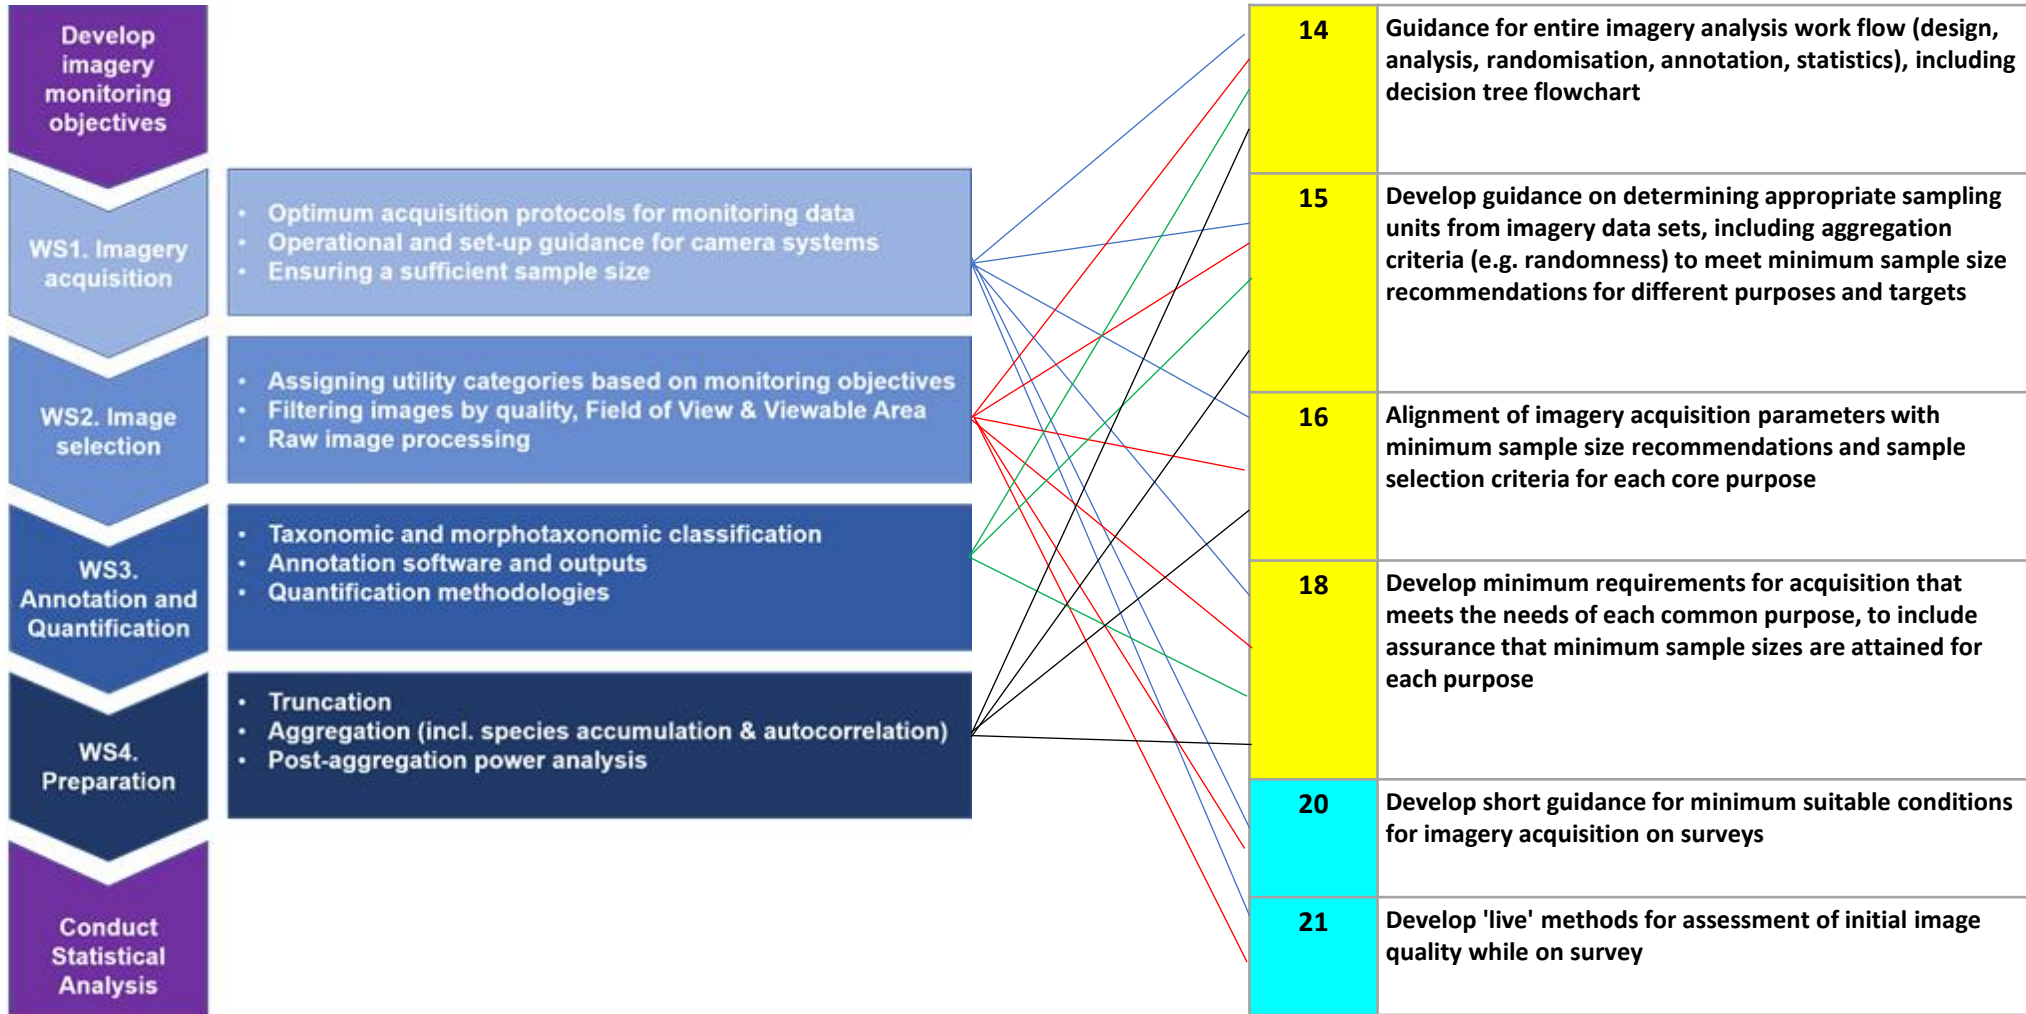 Develop
imagery
monitoring
objectives
WS1. Imagery
acquisition
• Optimum acquisition protocols for monitoring data
• Operational and set-up guidance for camera systems
• Ensuring a sufficient sample size
WS2. Image
selection
• Assigning utility categories based on monitoring objectives
• Filtering images by quality, Field of View & Viewable Area
• Raw image processing
WS3.
Annotation and
Quantification
• Taxonomic and morphotaxonomic classification
• Annotation software and outputs
• Quantification methodologies
WS4.
Preparation
• Truncation
• Aggregation (incl. species accumulation & autocorrelation)
• Post-aggregation power analysis
Conduct
Statistical
Analysis
14
Guidance for entire imagery analysis work flow (design,
analysis, randomisation, annotation, statistics), including
decision tree flowchart
15
Develop guidance on determining appropriate sampling
units from imagery data sets, including aggregation
criteria (e.g. randomness) to meet minimum sample size
recommendations for different purposes and targets
16
Alignment of imagery acquisition parameters with
minimum sample size recommendations and sample
selection criteria for each core purpose
18
Develop minimum requirements for acquisition that
meets the needs of each common purpose, to include
assurance that minimum sample sizes are attained for
each purpose
20
Develop short guidance for minimum suitable conditions
for imagery acquisition on surveys
21
Develop 'live' methods for assessment of initial image
quality while on survey